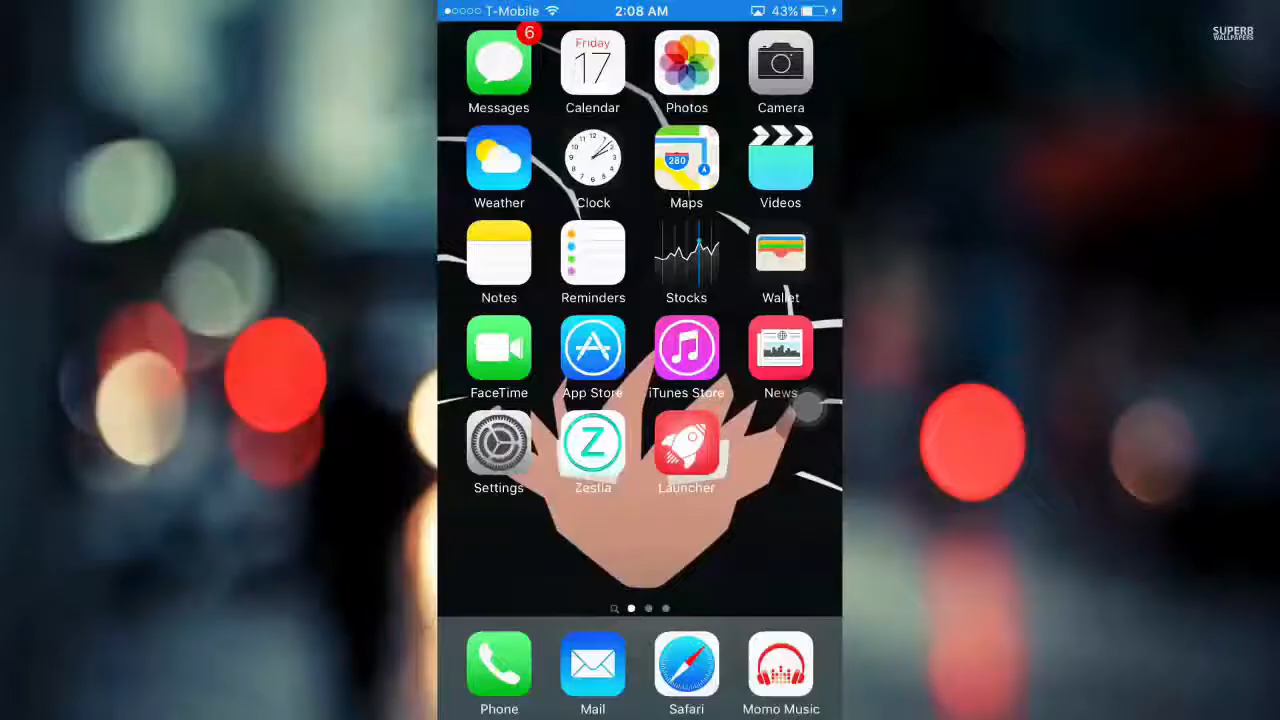 T-Mobile 2:08 AM 43%
SUPERB
WALLPAPERS
6
Friday
17
Messages Calendar Photos Camera
12
280
Weather Clock Maps Videos
Notes Reminders Stocks Wallet
FaceTime App Store iTunes Store News
Z
Settings Zestia Launcher
Phone Mail Safari Momo Music